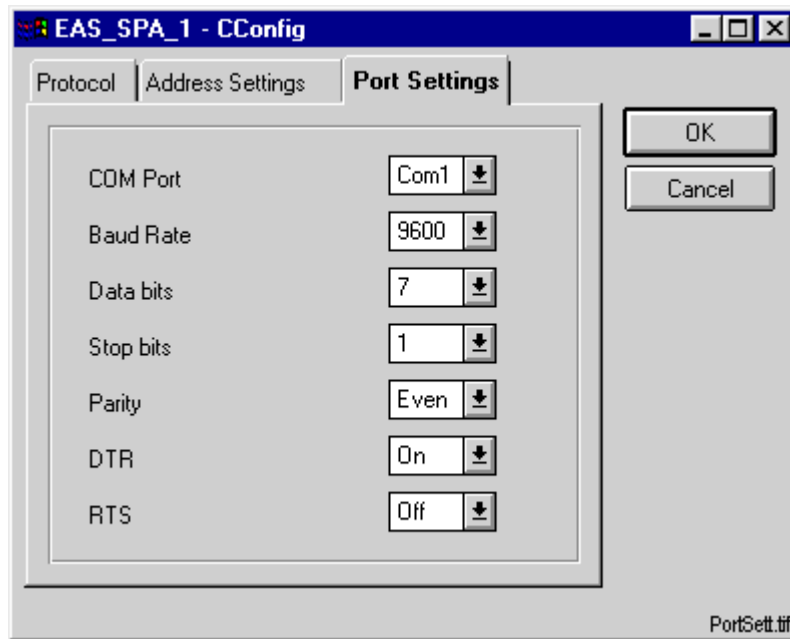 EAS_SPA_1 - CConfig
Protocol Address Settings Port Settings
OK
Cancel
COM Port Com1
Baud Rate 9600
Data bits 7
Stop bits 1
Parity Even
DTR On
RTS Off
PortSett.tif